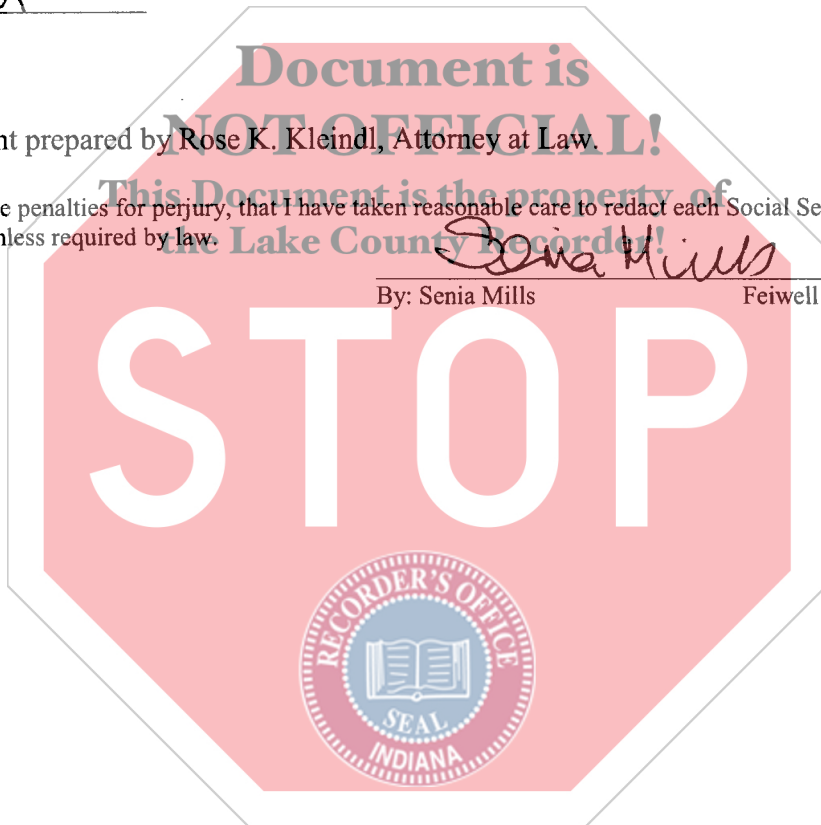 Document is
NOT OFFICIAL!
nt prepared by Rose K. Kleindl, Attorney at Law.
This Document is the property of
e penalties for perjury, that I have taken reasonable care to redact each Social Se
nless required by law.
the Lake County Recorder!
Senia Mills
By: Senia Mills Feiwell
STOP
RECORDER'S OFFICE
SEAL
INDIANA